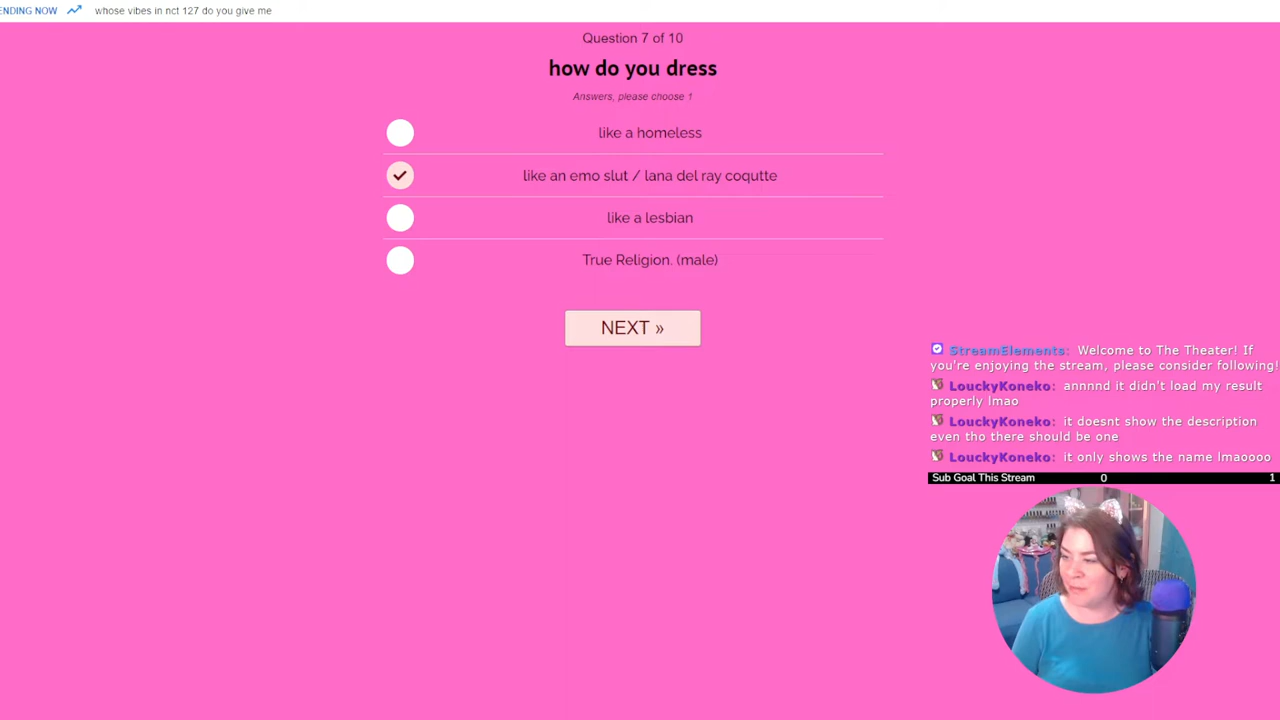 ENDING NOW whose vibes in nct 127 do you give me
Question 7 of 10
how do you dress
Answers, please choose 1
like a homeless
like an emo slut / lana del ray coqutte
like a lesbian
True Religion. (male)
NEXT »
StreamElements: Welcome to The Theater! If
you're enjoying the stream, please consider following!
LouckyKoneko: annnnd it didn't load my result
properly lmao
LouckyKoneko: it doesnt show the description
even tho there should be one
LouckyKoneko: it only shows the name lmaoooo
Sub Goal This Stream 0 1